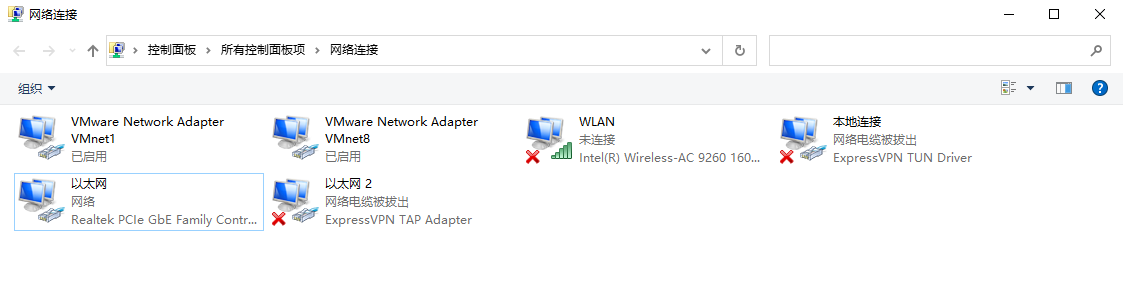 网络连接
控制面板
所有控制面板项
网络连接
组织
VMware Network Adapter
VMnet1
已启用
VMware Network Adapter
VMnet8
已启用
WLAN
未连接
Intel(R) Wireless-AC 9260 160...
本地连接
网络电缆被拔出
ExpressVPN TUN Driver
以太网
网络
Realtek PCIe GbE Family Contr...
以太网 2
网络电缆被拔出
ExpressVPN TAP Adapter